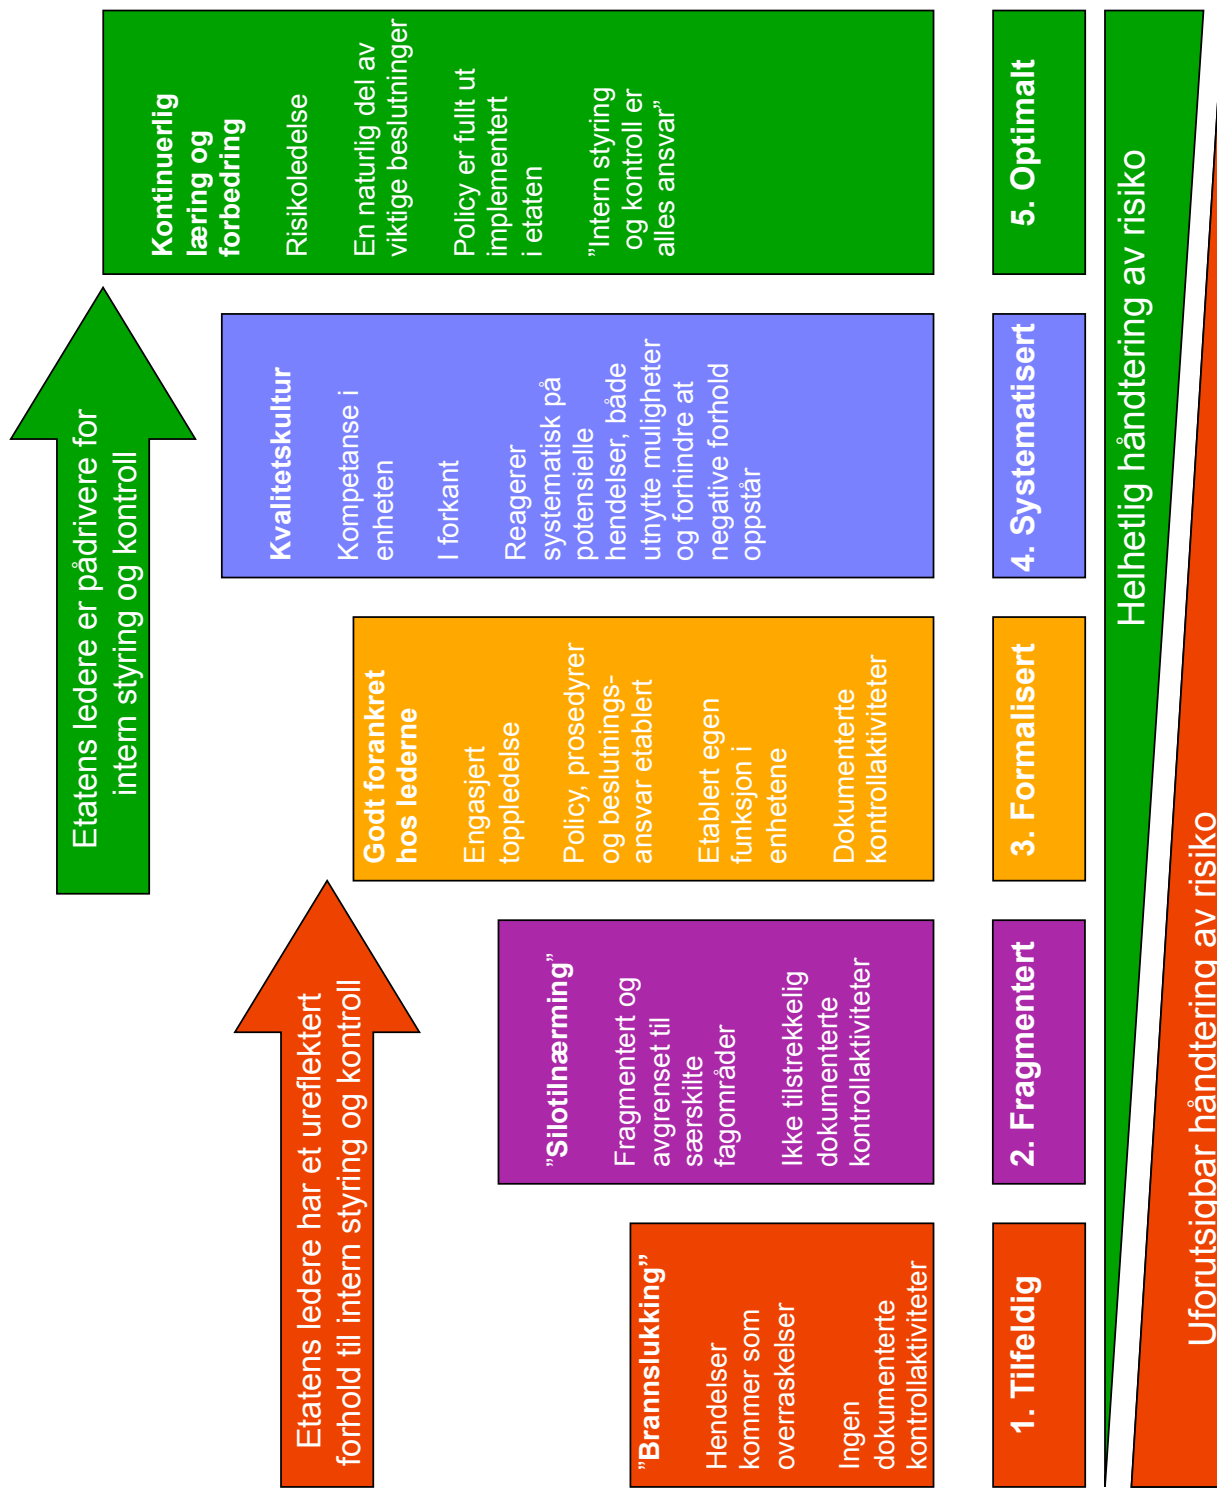 Etatens ledere er pådrivere for
intern styring og kontroll
Etatens ledere har et ureflektert
forhold til intern styring og kontroll
"Brannslukking"
Hendelser
kommer som
overraskelser
Ingen
dokumenterte
kontrollaktiviteter
"Silotilnærming"
Fragmentert og
avgrenset til
særskilte
fagområder
Ikke tilstrekkelig
dokumenterte
kontrollaktiviteter
Godt forankret
hos lederne
Engasjert
toppledelse
Policy, prosedyrer
og beslutnings-
ansvar etablert
Etablert egen
funksjon i
enhetene
Dokumenterte
kontrollaktiviteter
Kvalitetskultur
Kompetanse i
enheten
I forkant
Reagerer
systematisk på
potensielle
hendelser, både
utnytte muligheter
og forhindre at
negative forhold
oppstår
Kontinuerlig
læring og
forbedring
Risikoledelse
En naturlig del av
viktige beslutninger
Policy er fullt ut
implementert
i etaten
"Intern styring
og kontroll er
alles ansvar"
1. Tilfeldig
2. Fragmentert
3. Formalisert
4. Systematisert
5. Optimalt
Helhetlig håndtering av risiko
Uforutsigbar håndtering av risiko